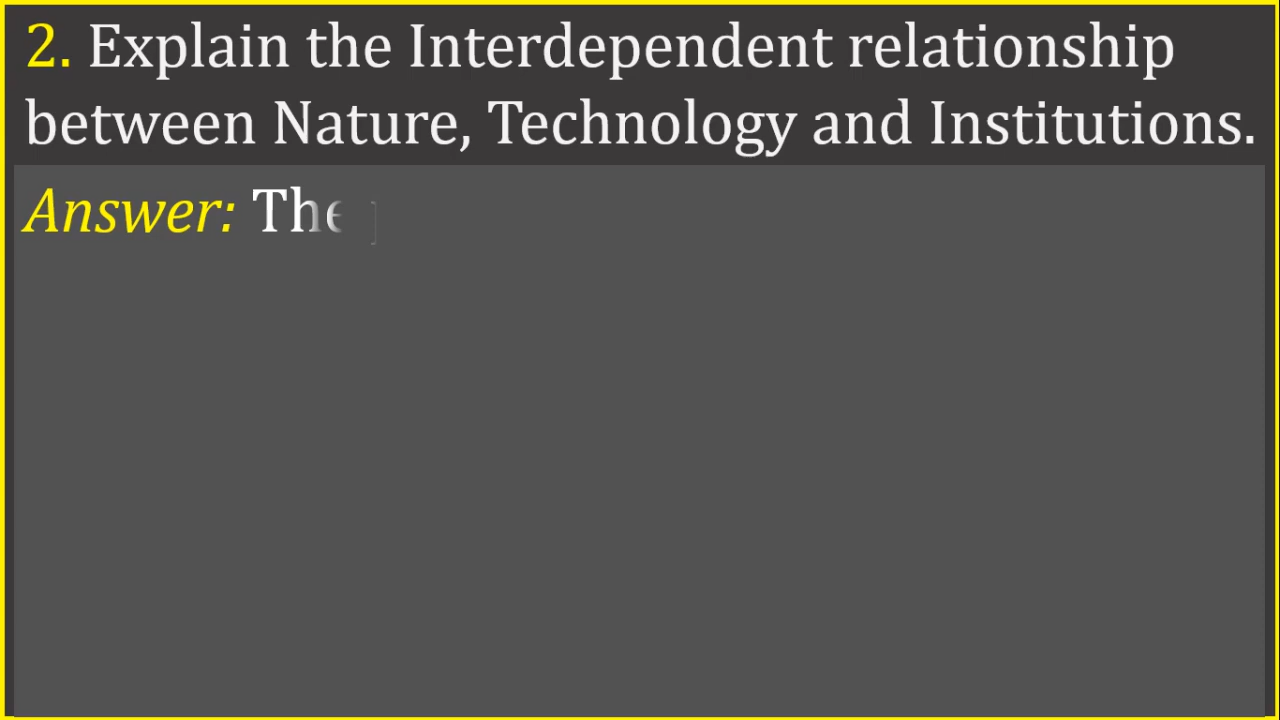 2. Explain the Interdependent relationship
between Nature, Technology and Institutions.
Answer: The